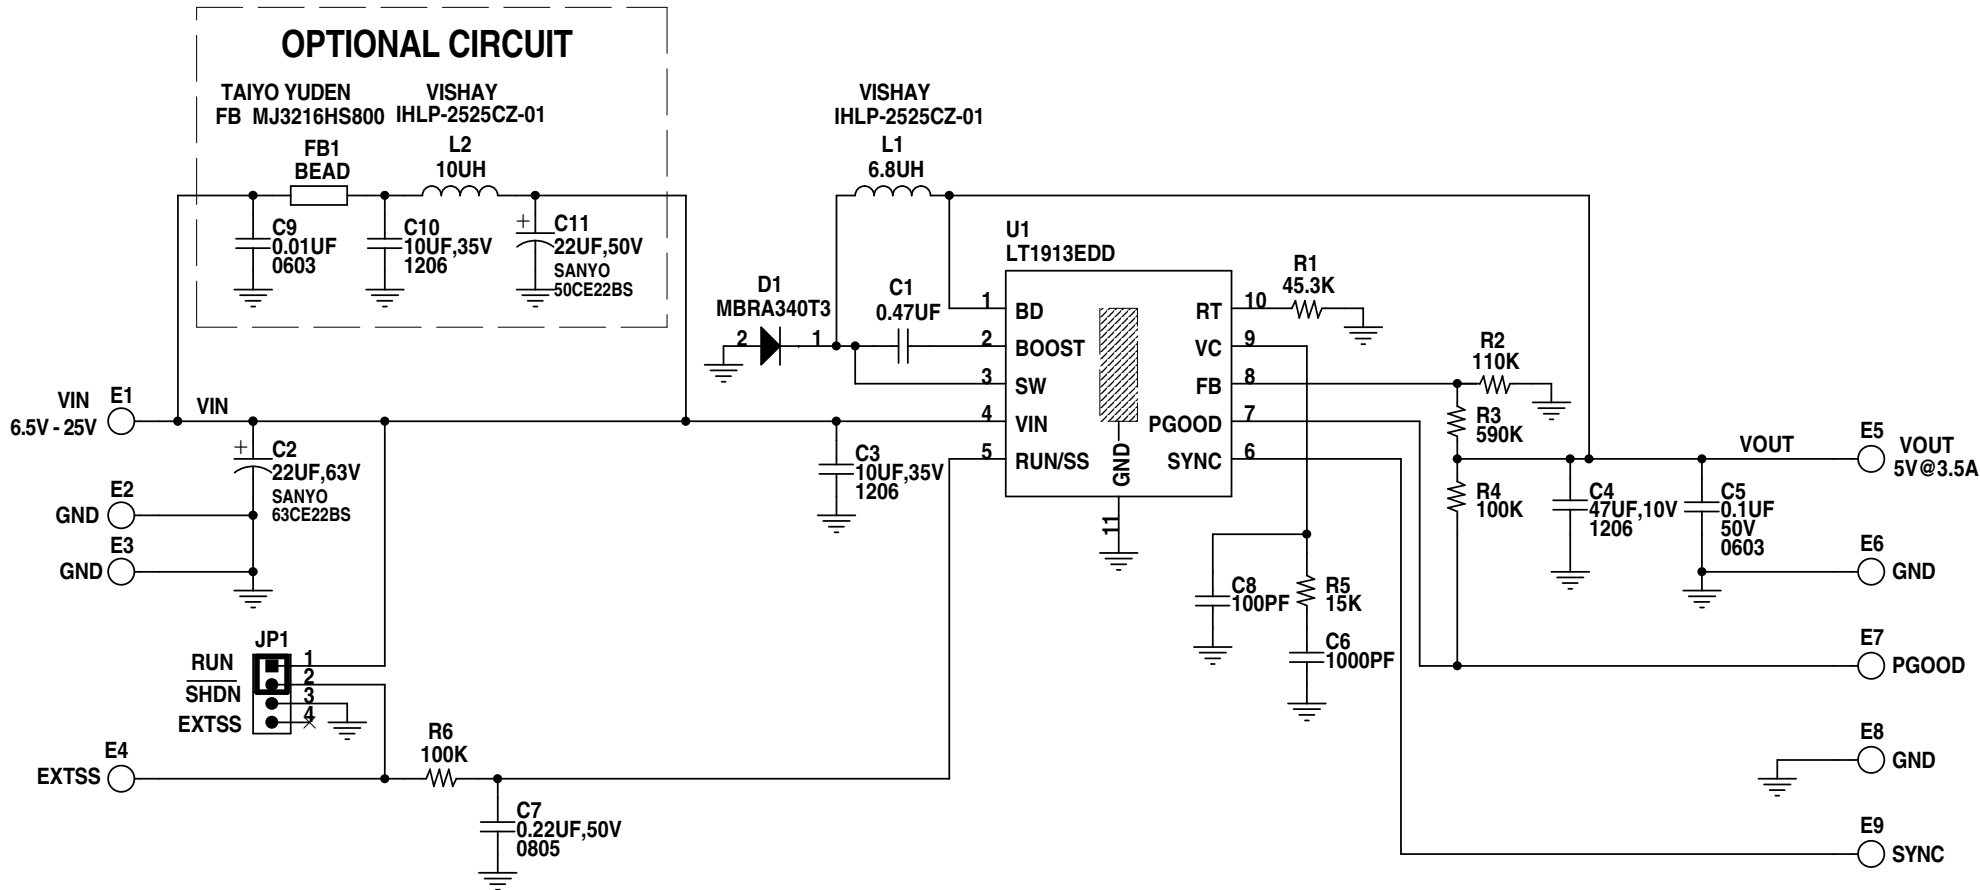 OPTIONAL CIRCUIT
TAIYO YUDEN
FB MJ3216HS800
VISHAY
IHLP-2525CZ-01
FB1
BEAD
L2
10UH
C9
0.01UF
0603
C10
10UF,35V
1206
+
C11
22UF,50V
SANYO
50CE22BS
VISHAY
IHLP-2525CZ-01
L1
6.8UH
D1
MBRA340T3
2
1
C1
0.47UF
U1
LT1913EDD
1
BD
2
BOOST
3
SW
4
VIN
5
RUN/SS
RT
10
VC
9
FB
8
PGOOD
7
SYNC
6
GND
11
R1
45.3K
R2
110K
R3
590K
R4
100K
VIN
6.5V - 25V
E1
VIN
+
C2
22UF,63V
SANYO
63CE22BS
E2
GND
E3
GND
C3
10UF,35V
1206
VOUT
E5
VOUT
5V@3.5A
C4
47UF,10V
1206
C5
0.1UF
50V
0603
E6
GND
C8
100PF
R5
15K
C6
1000PF
E7
PGOOD
JP1
RUN
SHDN
EXTSS
1
2
3
4
E4
EXTSS
R6
100K
C7
0.22UF,50V
0805
E8
GND
E9
SYNC